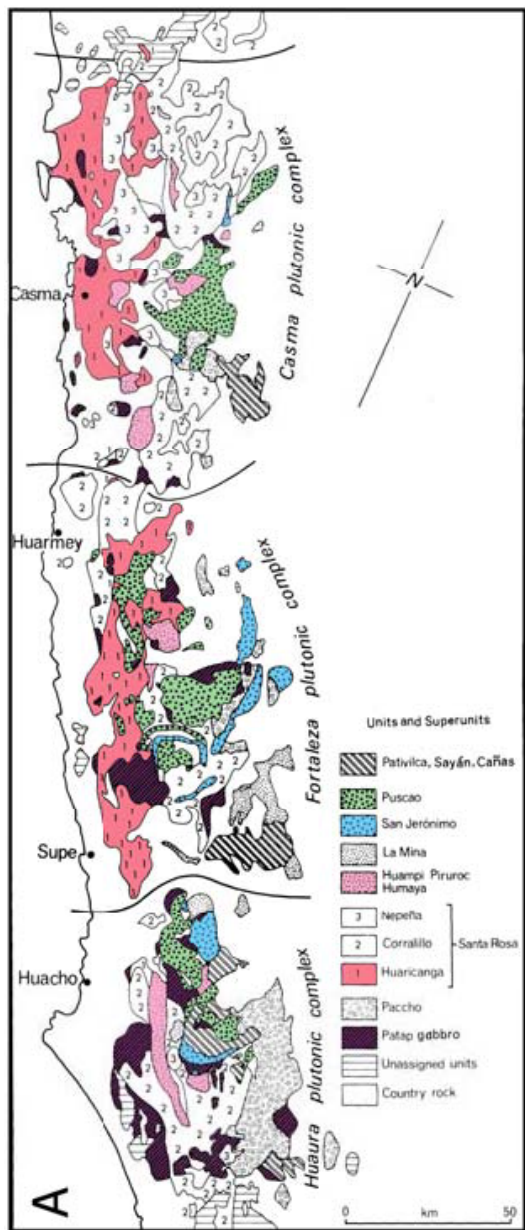 Casma
Casma plutonic complex
N
Huarmey
Fortaleza plutonic complex
Supe
Huacho
Huaura plutonic complex
Units and Superunits
Pativilca, Sayán, Cañas
Puscao
San Jerónimo
La Mina
Huampi Piruroc
Humaya
3 Nepeña
2 Corralillo
Santa Rosa
1 Huaricanga
Paccho
Patap gabbro
Unassigned units
Country rock
A
0 km 50